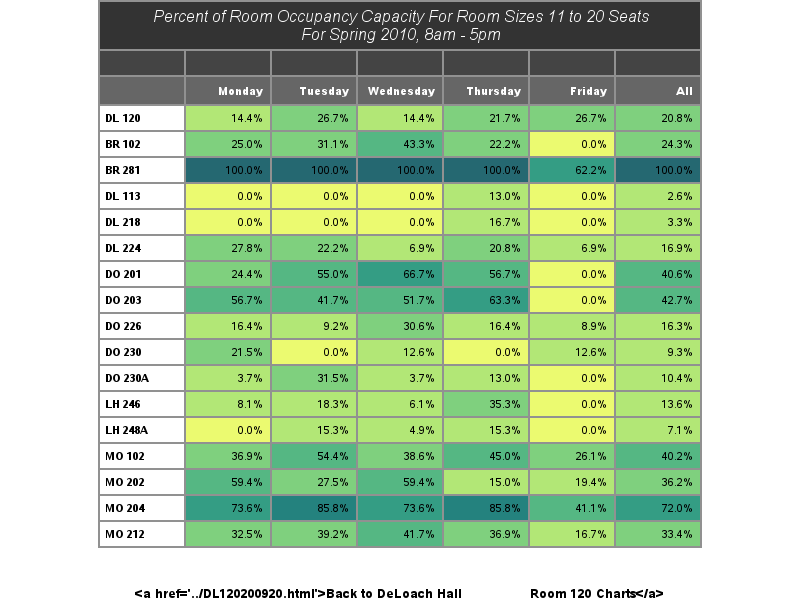 Percent of Room Occupancy Capacity For Room Sizes 11 to 20 Seats
For Spring 2010, 8am - 5pm
Monday Tuesday Wednesday Thursday Friday All
DL 120 14.4% 26.7% 14.4% 21.7% 26.7% 20.8%
BR 102 25.0% 31.1% 43.3% 22.2% 0.0% 24.3%
BR 281 100.0% 100.0% 100.0% 100.0% 62.2% 100.0%
DL 113 0.0% 0.0% 0.0% 13.0% 0.0% 2.6%
DL 218 0.0% 0.0% 0.0% 16.7% 0.0% 3.3%
DL 224 27.8% 22.2% 6.9% 20.8% 6.9% 16.9%
DO 201 24.4% 55.0% 66.7% 56.7% 0.0% 40.6%
DO 203 56.7% 41.7% 51.7% 63.3% 0.0% 42.7%
DO 226 16.4% 9.2% 30.6% 16.4% 8.9% 16.3%
DO 230 21.5% 0.0% 12.6% 0.0% 12.6% 9.3%
DO 230A 3.7% 31.5% 3.7% 13.0% 0.0% 10.4%
LH 246 8.1% 18.3% 6.1% 35.3% 0.0% 13.6%
LH 248A 0.0% 15.3% 4.9% 15.3% 0.0% 7.1%
MO 102 36.9% 54.4% 38.6% 45.0% 26.1% 40.2%
MO 202 59.4% 27.5% 59.4% 15.0% 19.4% 36.2%
MO 204 73.6% 85.8% 73.6% 85.8% 41.1% 72.0%
MO 212 32.5% 39.2% 41.7% 36.9% 16.7% 33.4%
<a href='../DL120200920.html'>Back to DeLoach Hall Room 120 Charts</a>